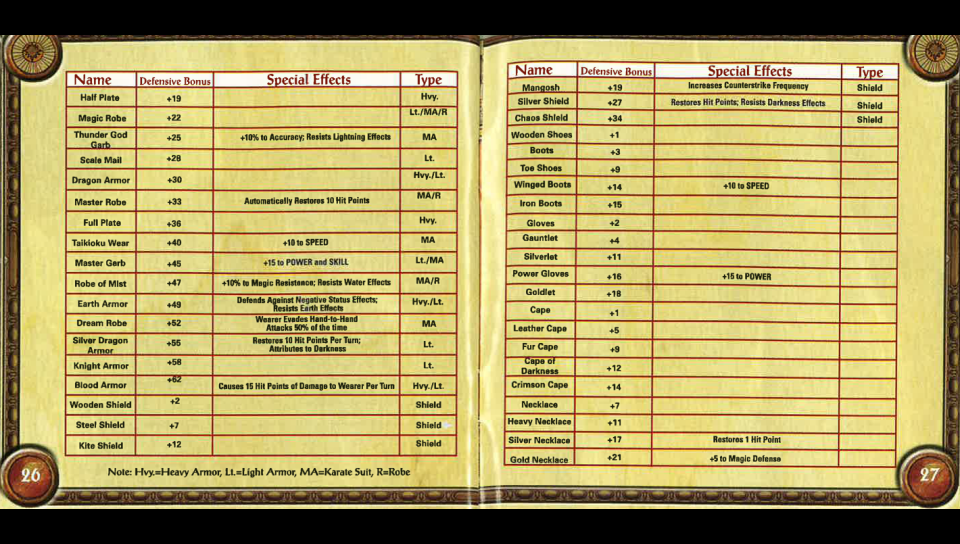 Name Defensive Bonus Special Effects Type
Half Plate +19 Hvy.
Magic Robe +22 Lt./MA/R
Thunder God Garb +25 +10% to Accuracy; Resists Lightning Effects MA
Scale Mail +28 Lt.
Dragon Armor +30 Hvy./Lt.
Master Robe +33 Automatically Restores 10 Hit Points MA/R
Full Plate +36 Hvy.
Taikioku Wear +40 +10 to SPEED MA
Master Garb +45 +15 to POWER and SKILL Lt./MA
Robe of Mist +47 +10% to Magic Resistance; Resists Water Effects MA/R
Earth Armor +49 Defends Against Negative Status Effects; Resists Earth Effects Hvy./Lt.
Dream Robe +52 Wearer Evades Hand-to-Hand Attacks 50% of the time MA
Silver Dragon Armor +55 Restores 10 Hit Points Per Turn; Attributes to Darkness Lt.
Knight Armor +58 Lt.
Blood Armor +62 Causes 15 Hit Points of Damage to Wearer Per Turn Hvy./Lt.
Wooden Shield +2 Shield
Steel Shield +7 Shield
Kite Shield +12 Shield
Note: Hvy.=Heavy Armor, Lt.=Light Armor, MA=Karate Suit, R=Robe
26
Name Defensive Bonus Special Effects Type
Mangosh +19 Increases Counterstrike Frequency Shield
Silver Shield +27 Restores Hit Points; Resists Darkness Effects Shield
Chaos Shield +34 Shield
Wooden Shoes +1
Boots +3
Toe Shoes +9
Winged Boots +14 +10 to SPEED
Iron Boots +15
Gloves +2
Gauntlet +4
Silverlet +11
Power Gloves +16 +15 to POWER
Goldlet +18
Cape +1
Leather Cape +5
Fur Cape +9
Cape of Darkness +12
Crimson Cape +14
Necklace +7
Heavy Necklace +11
Silver Necklace +17 Restores 1 Hit Point
Gold Necklace +21 +5 to Magic Defense
27